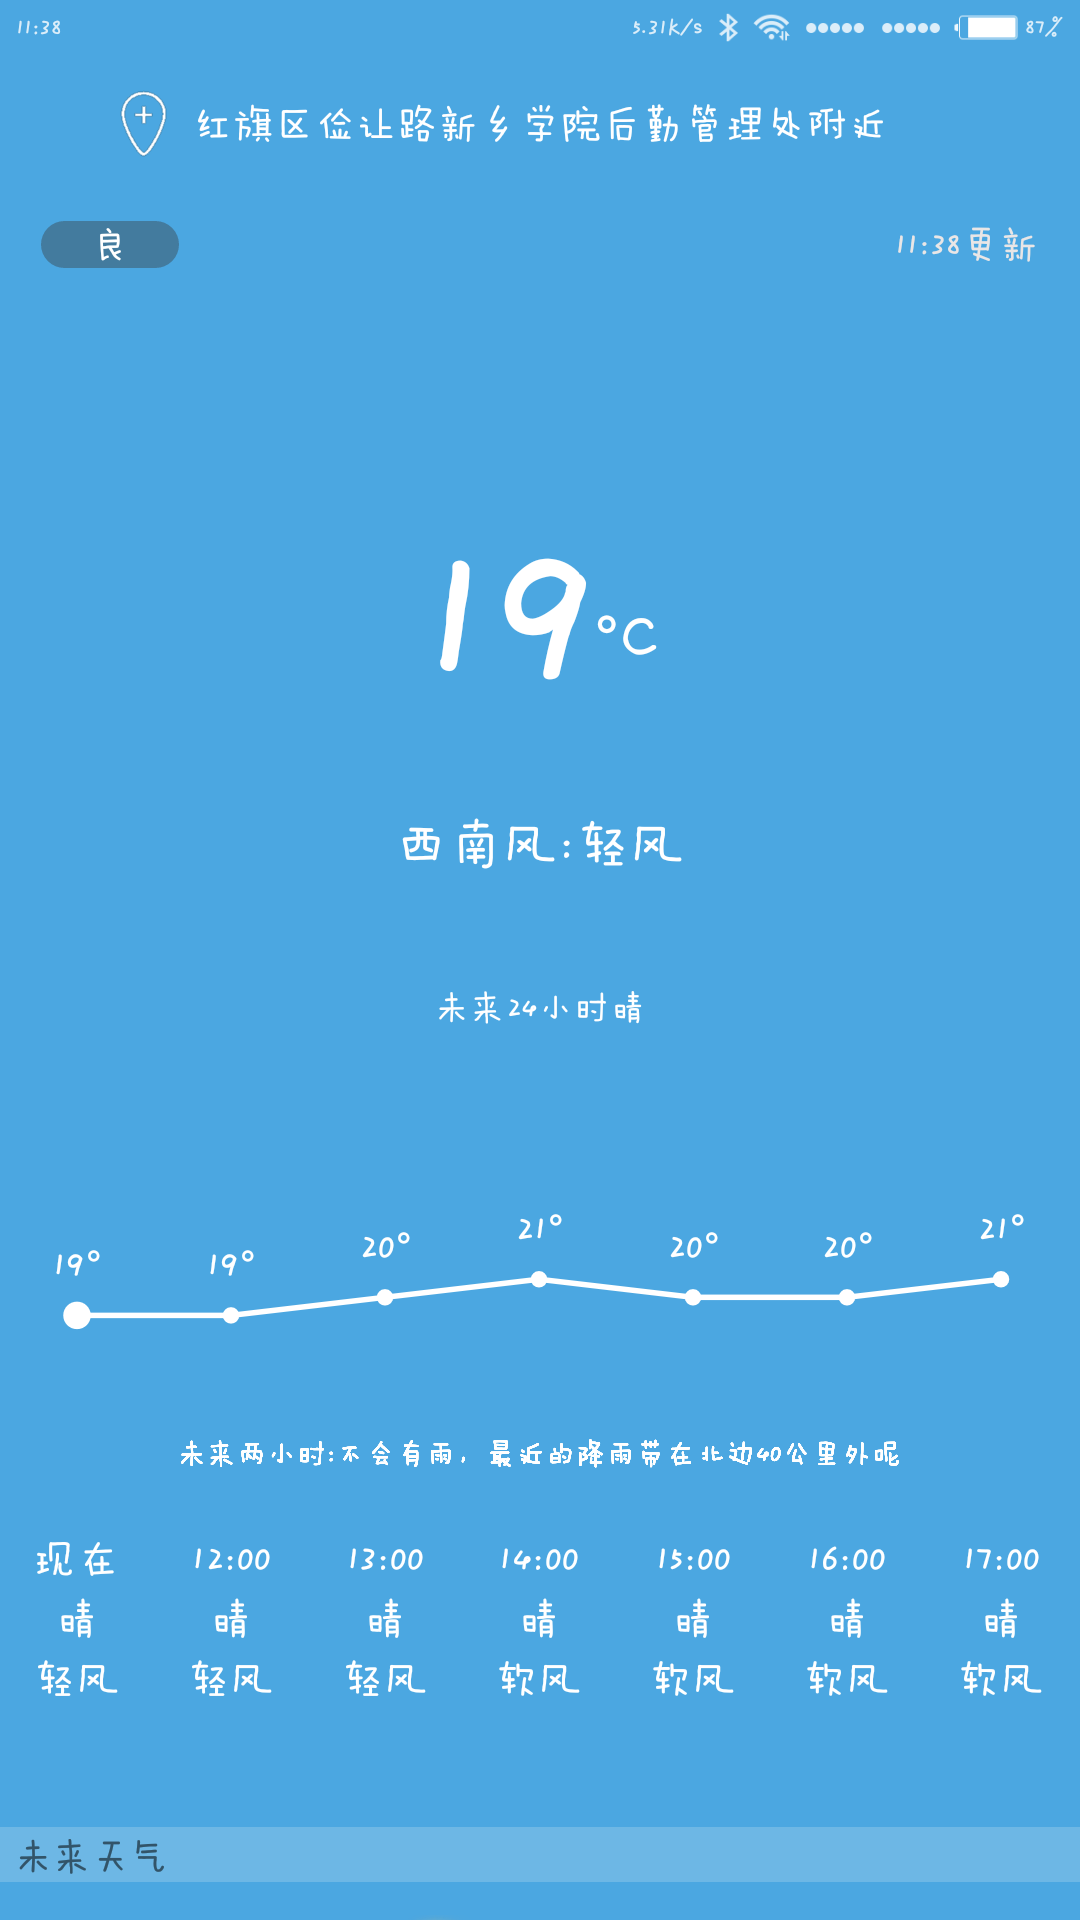 11:38 5.31K/s 87%
红旗区俭让路新乡学院后勤管理处附近
良 11:38更新
19°C
西南风:轻风
未来24小时晴
19° 19° 20° 21° 20° 20° 21°
未来两小时:不会有雨,最近的降雨带在北边40公里外呢
现在 12:00 13:00 14:00 15:00 16:00 17:00
晴 晴 晴 晴 晴 晴 晴
轻风 轻风 轻风 软风 软风 软风 软风
未来天气